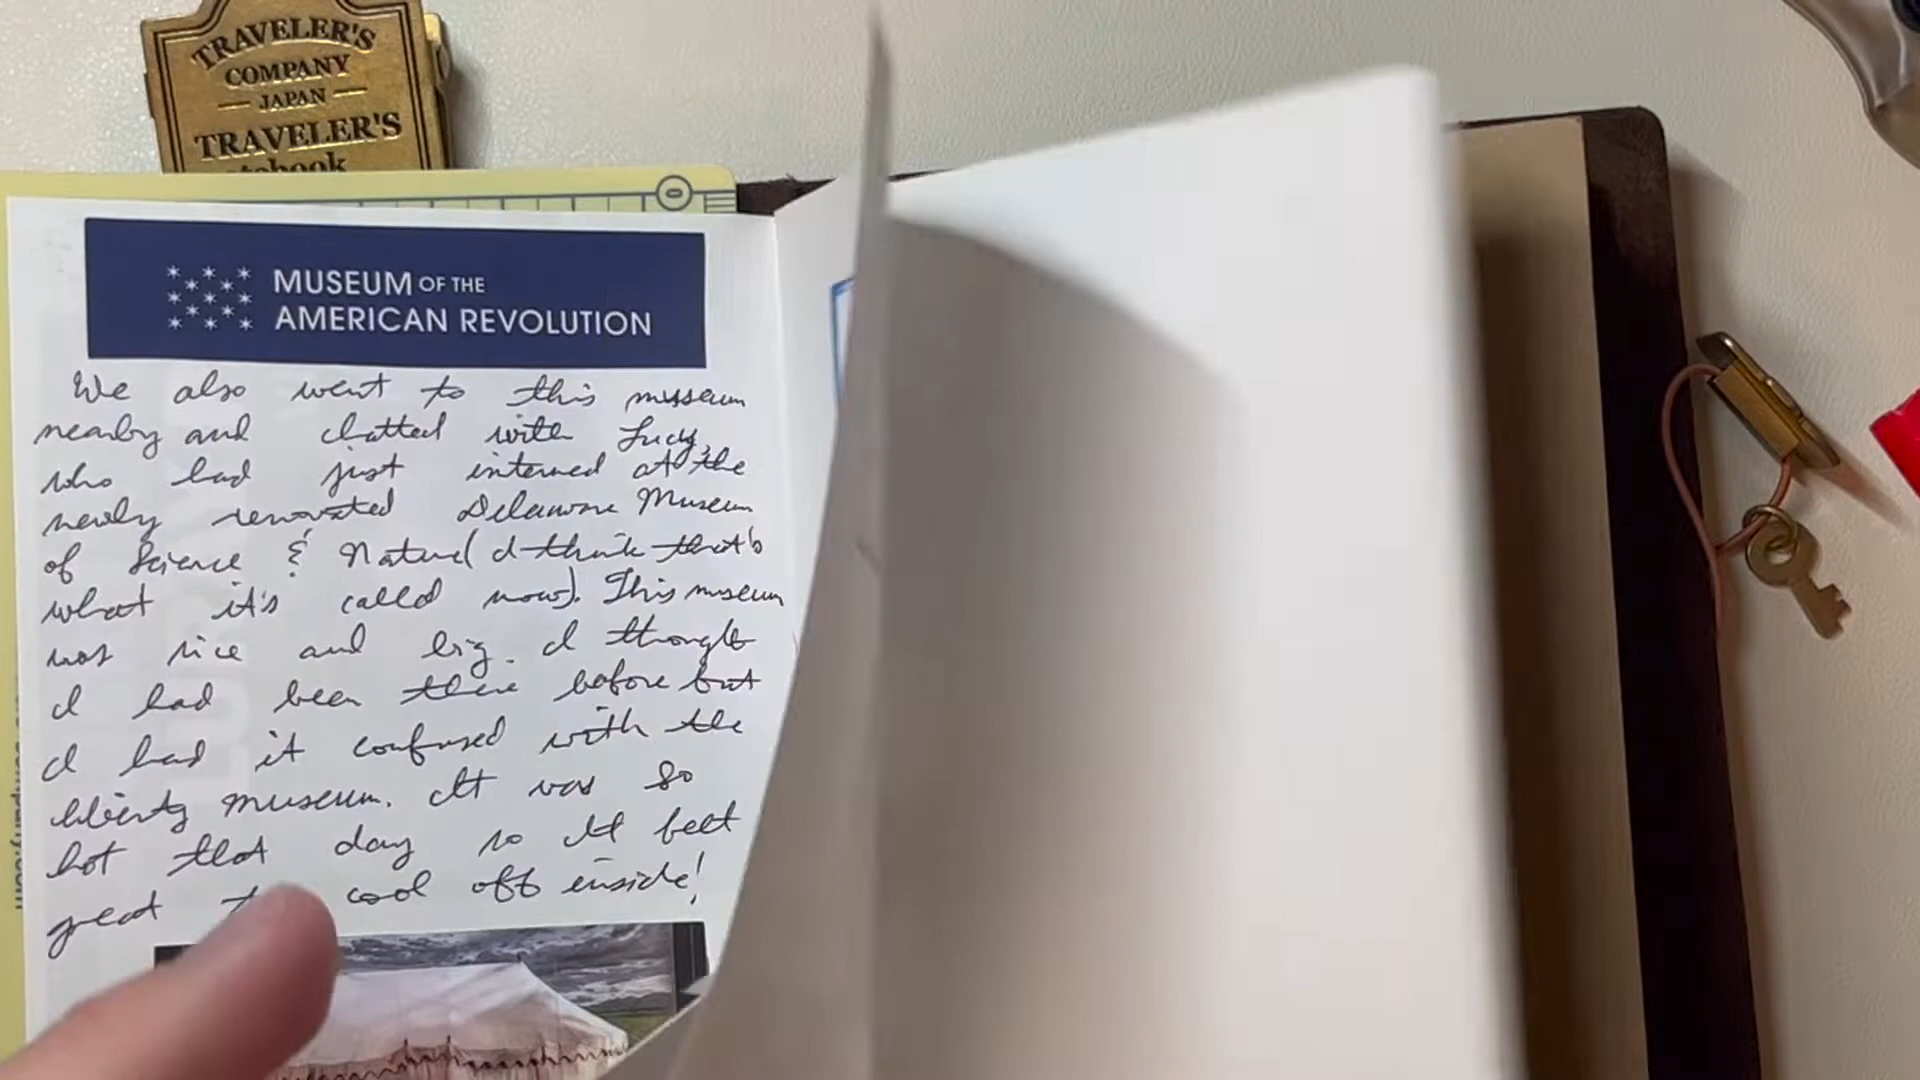 TRAVELER'S
COMPANY
JAPAN
TRAVELER'S
notebook
MUSEUM OF THE
AMERICAN REVOLUTION
We also went to this museum
nearby and chatted with Lucy,
who had just interned at the
newly renovated Delaware Museum
of Science & Nature (I think that's
what it's called now). This museum
was nice and big. I thought
I had been there before but
I had it confused with the
liberty museum. It was so
hot that day so it felt
great to cool off inside!